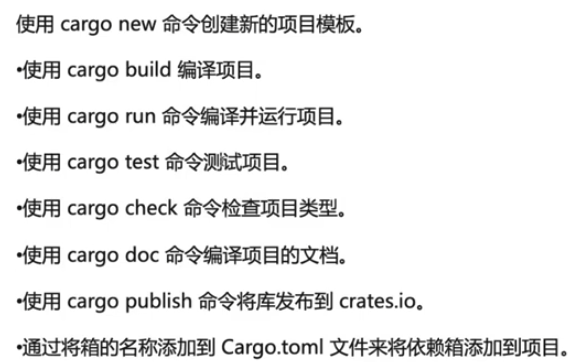 使用 cargo new 命令创建新的项目模板。
•使用 cargo build 编译项目。
•使用 cargo run 命令编译并运行项目。
•使用 cargo test 命令测试项目。
•使用 cargo check 命令检查项目类型。
•使用 cargo doc 命令编译项目的文档。
•使用 cargo publish 命令将库发布到 crates.io。
•通过将箱的名称添加到 Cargo.toml 文件来将依赖箱添加到项目。